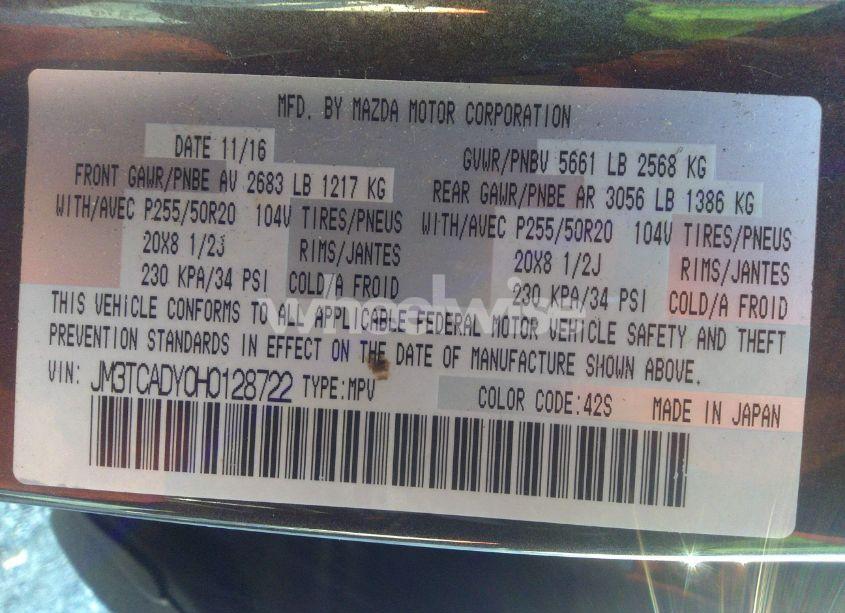 MFD. BY MAZDA MOTOR CORPORATION
DATE 11/16 GVWR/PNBV 5661 LB 2568 KG
FRONT GAWR/PNBE AV 2683 LB 1217 KG REAR GAWR/PNBE AR 3056 LB 1386 KG
WITH/AVEC P255/50R20 104V TIRES/PNEUS WITH/AVEC P255/50R20 104V TIRES/PNEUS
20X8 1/2J RIMS/JANTES 20X8 1/2J RIMS/JANTES
230 KPA/34 PSI COLD/A FROID 230 KPA/34 PSI COLD/A FROID
wheelwise
THIS VEHICLE CONFORMS TO ALL APPLICABLE FEDERAL MOTOR VEHICLE SAFETY AND THEFT
PREVENTION STANDARDS IN EFFECT ON THE DATE OF MANUFACTURE SHOWN ABOVE.
VIN: JM3TCADY0H0128722 TYPE:MPV COLOR CODE:42S MADE IN JAPAN